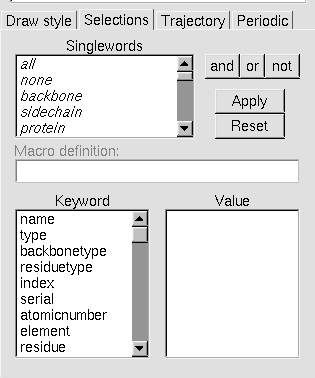 Draw style Selections Trajectory Periodic
Singlewords
all
none
backbone
sidechain
protein
and or not
Apply
Reset
Macro definition:
Keyword
name
type
backbonetype
residuetype
index
serial
atomicnumber
element
residue
Value